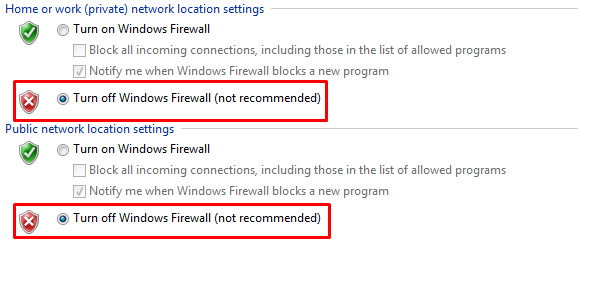 Home or work (private) network location settings
Turn on Windows Firewall
Block all incoming connections, including those in the list of allowed programs
Notify me when Windows Firewall blocks a new program
Turn off Windows Firewall (not recommended)
Public network location settings
Turn on Windows Firewall
Block all incoming connections, including those in the list of allowed programs
Notify me when Windows Firewall blocks a new program
Turn off Windows Firewall (not recommended)